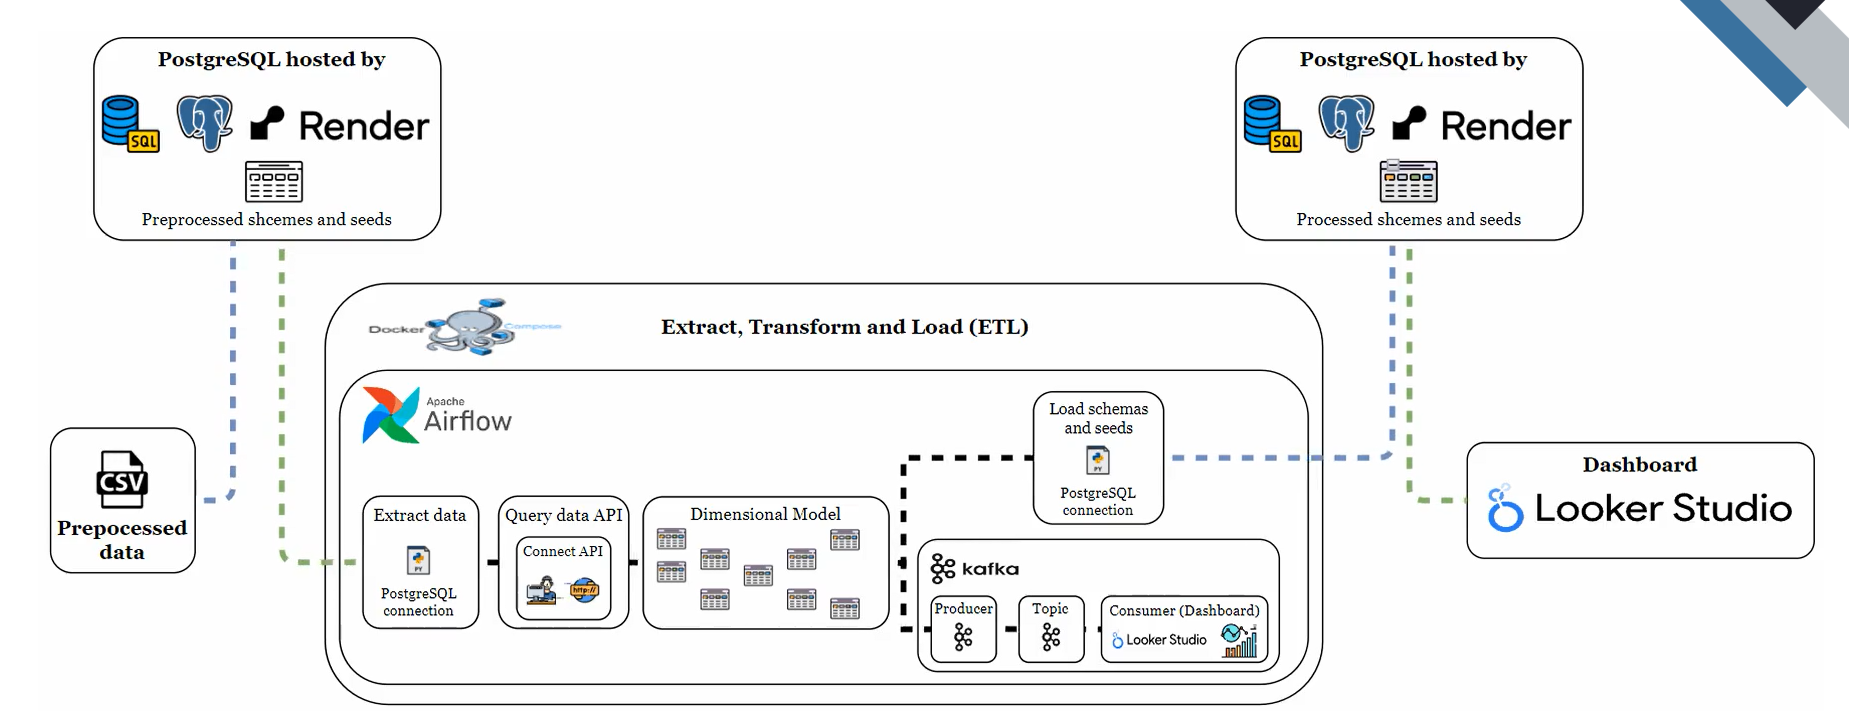 PostgreSQL hosted by
SQL
Render
Preprocessed shcemes and seeds
PostgreSQL hosted by
SQL
Render
Processed shcemes and seeds
Docker Compose
Extract, Transform and Load (ETL)
Apache
Airflow
CSV
Prepocessed
data
Extract data
PY
PostgreSQL
connection
Query data API
Connect API
http://
Dimensional Model
Load schemas
and seeds
PY
PostgreSQL
connection
kafka
Producer
Topic
Consumer (Dashboard)
Looker Studio
Dashboard
Looker Studio